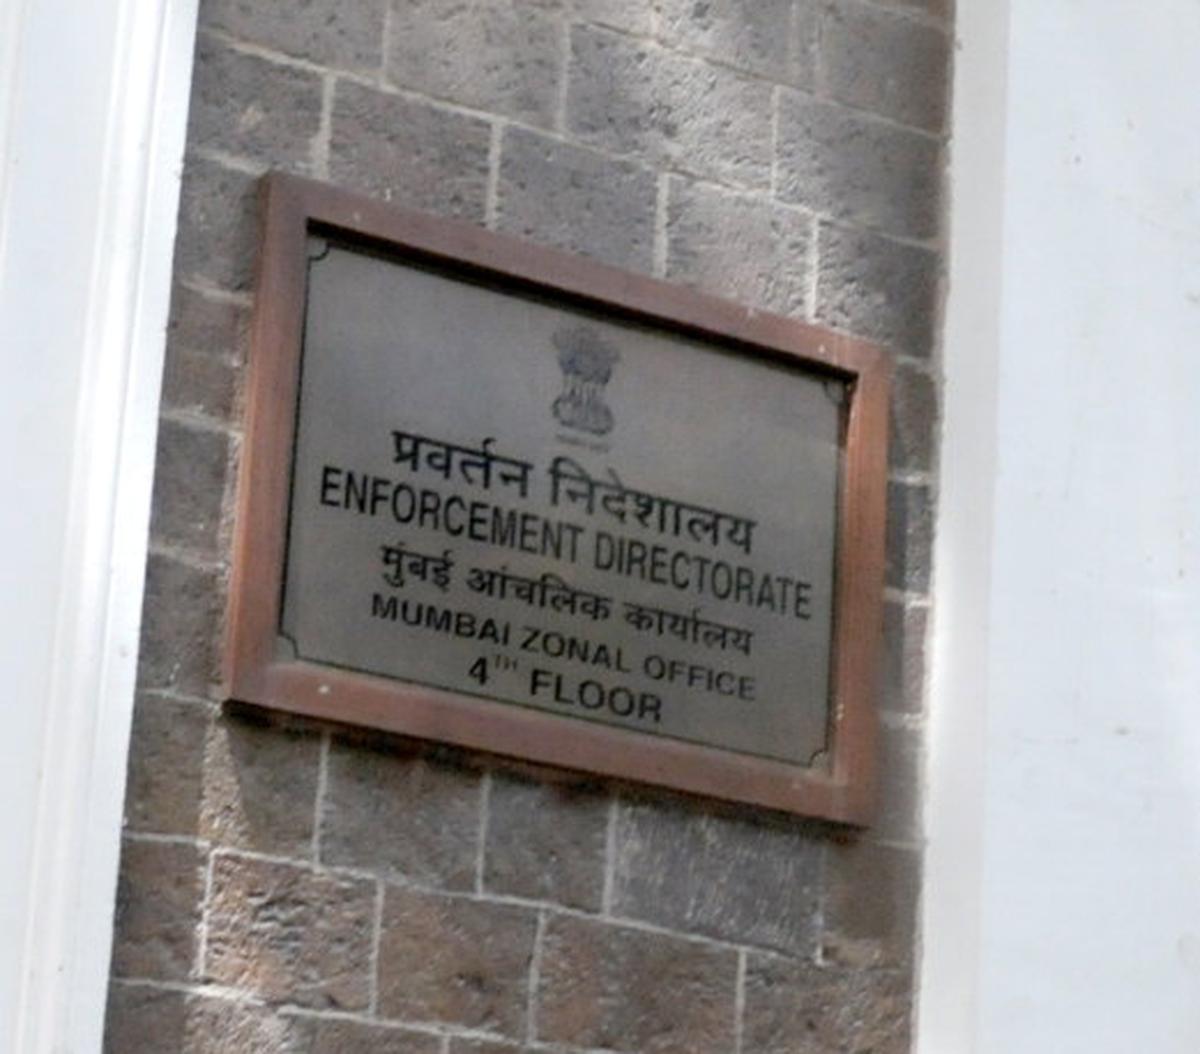 प्रवर्तन निदेशालय
ENFORCEMENT DIRECTORATE
मुंबई आंचलिक कार्यालय
MUMBAI ZONAL OFFICE
4TH FLOOR